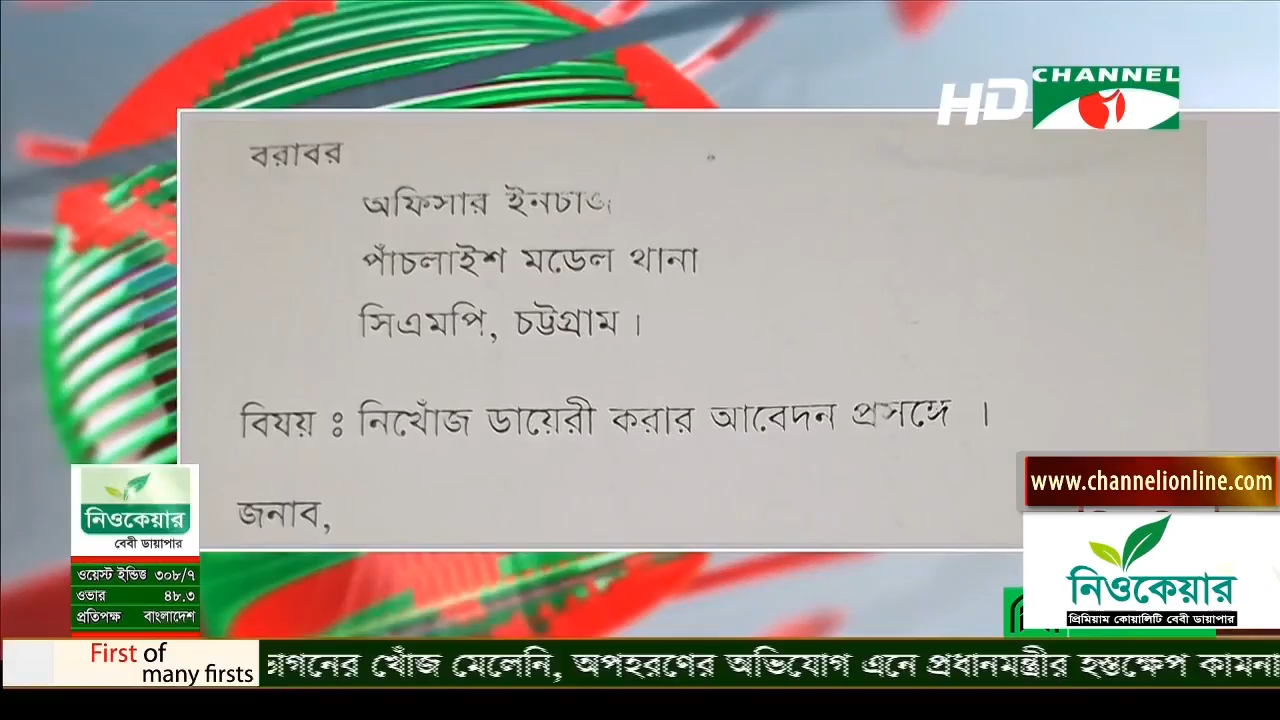 HD CHANNEL i
বরাবর
অফিসার
পাঁচলাইশ মডেল থানা
সিএমপি, চট্টগ্রাম।
বিষয় ঃ নিখোঁজ ডায়েরী করার আবেদন প্রসঙ্গে ।
জনাব,
www.channelionline.com
নিওকেয়ার
বেবী ডায়াপার
ওয়েস্ট ইন্ডিজ ৩০৮/৭
ওভার ৪৮.৩
প্রতিপক্ষ বাংলাদেশ
নিওকেয়ার
প্রিমিয়াম কোয়ালিটি বেবী ডায়াপার
First of
many firsts
খোঁজ মেলেনি, অপহরণের অভিযোগ এনে প্রধানমন্ত্রীর হস্তক্ষেপ কামনা